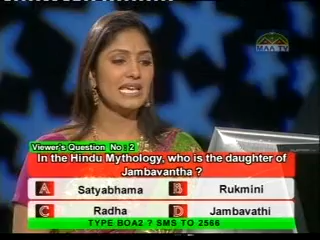 MAA TV
Viewer's Question No : 2
In the Hindu Mythology, who is the daughter of
Jambavantha ?
A Satyabhama
B Rukmini
C Radha
D Jambavathi
TYPE BOA2 ? SMS TO 2566